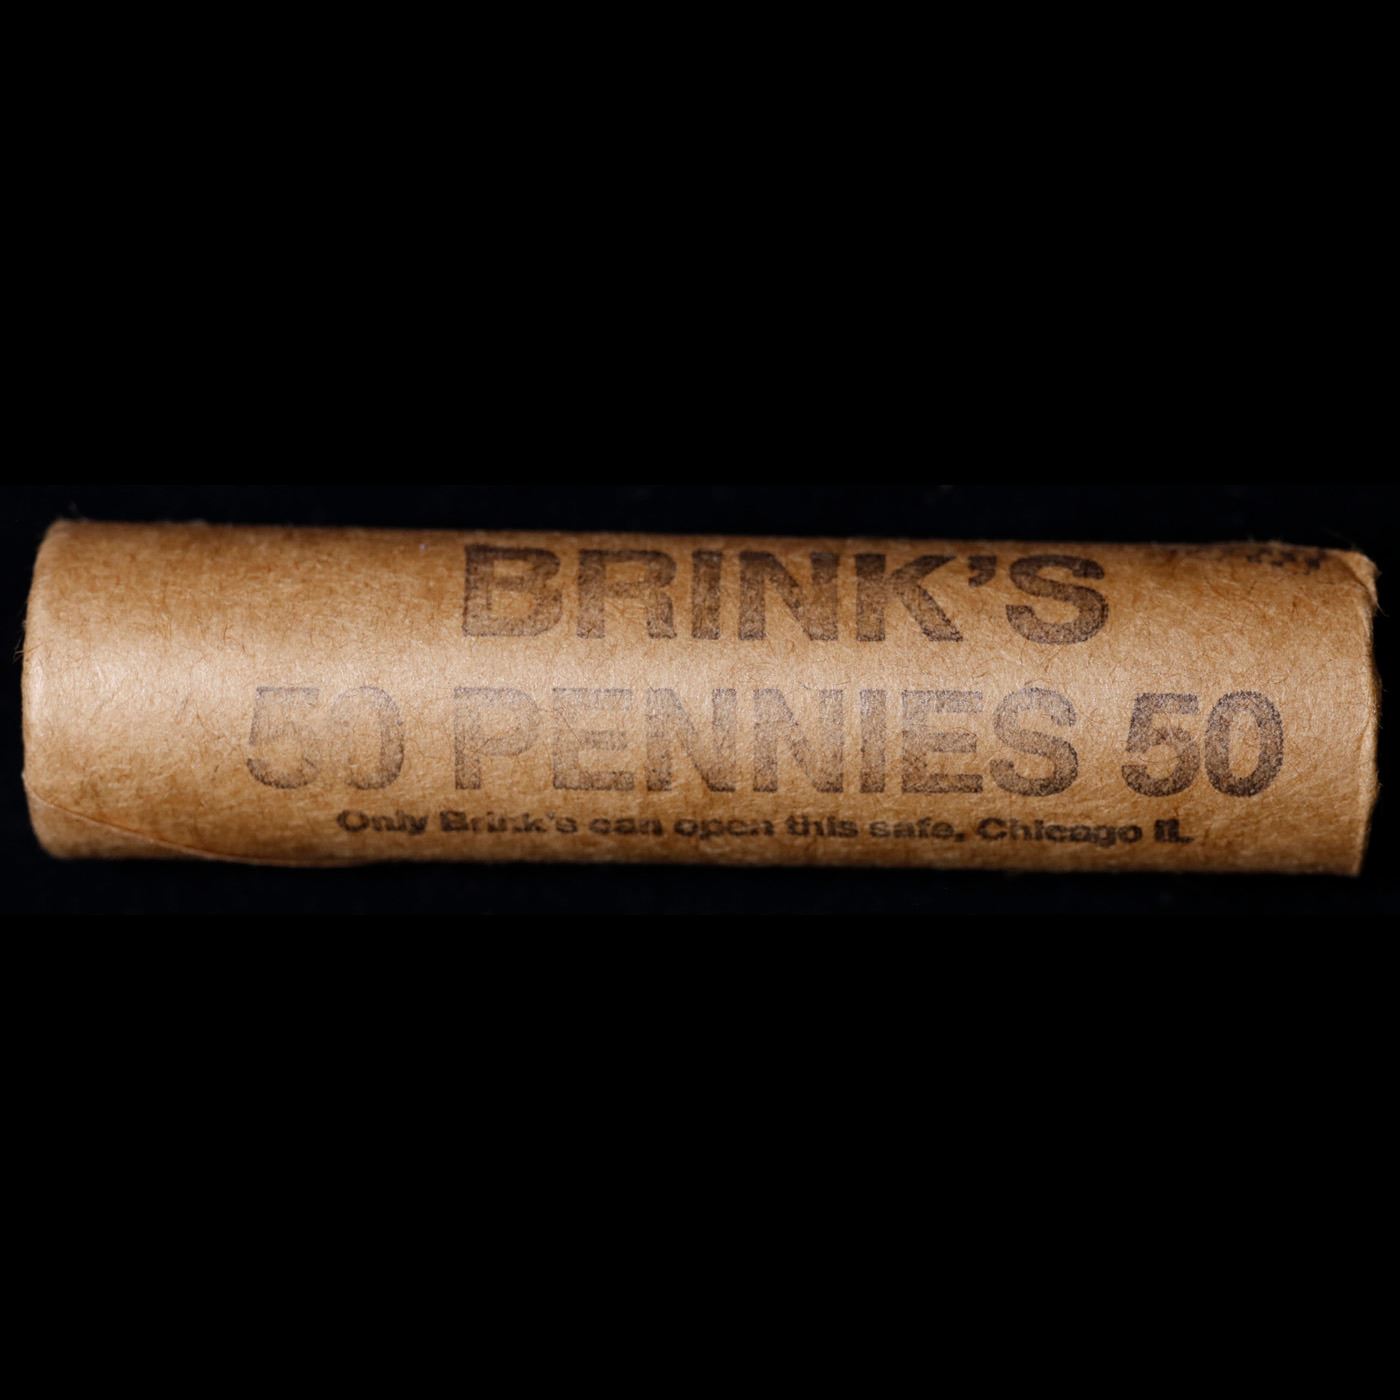 BRINK'S
50 PENNIES 50
Only Brink's can open this safe, Chicago IL